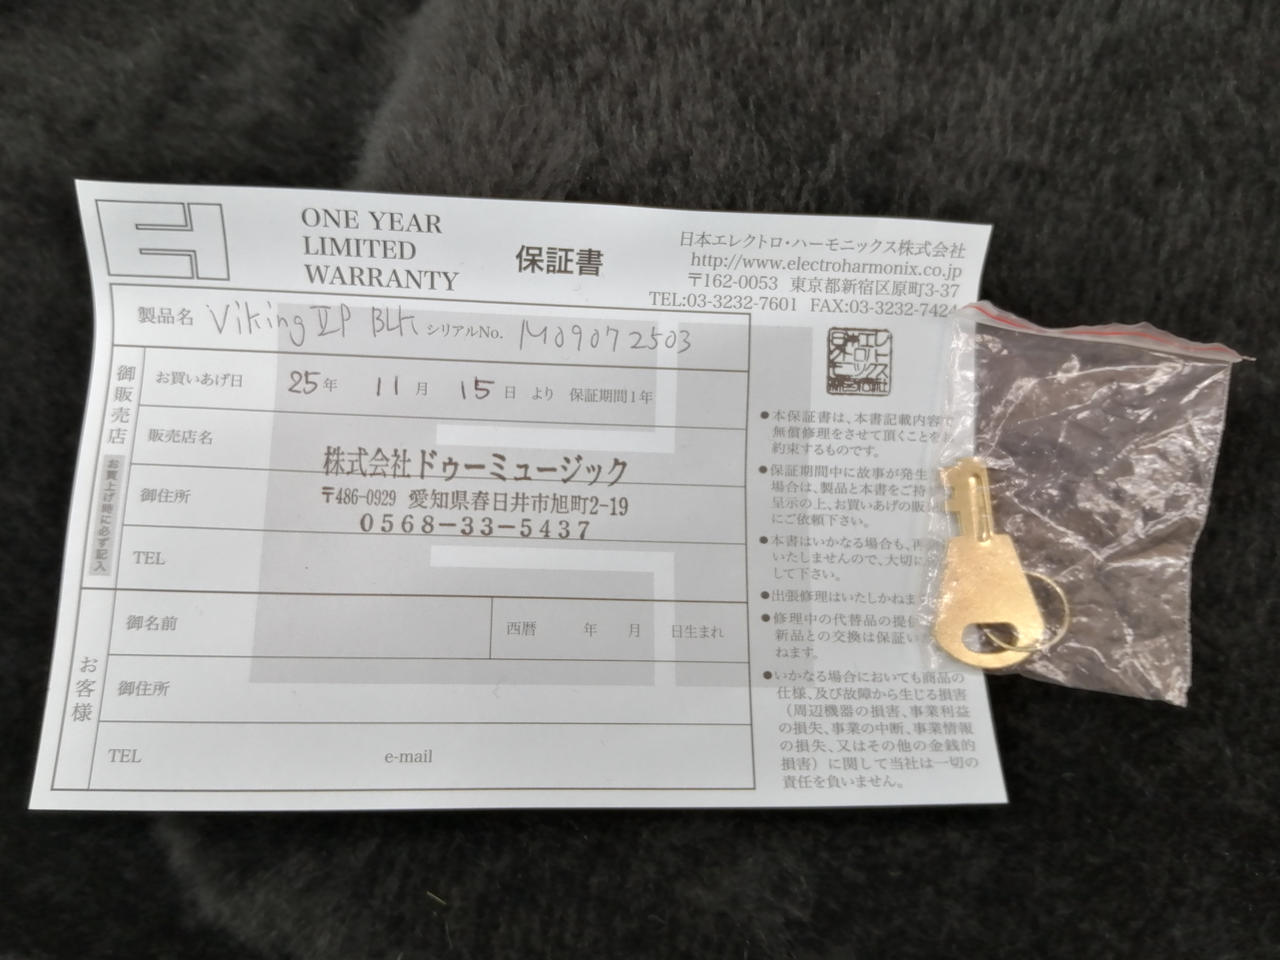 ONE YEAR
LIMITED
WARRANTY
保証書
日本エレクトロ・ハーモニックス株式会社
http://www.electroharmonix.co.jp
〒162-0053 東京都新宿区原町3-37
TEL:03-3232-7601 FAX:03-3232-7424
製品名 Viking VP BLK シリアルNo. M09072503
御販売店
お買上げ時に必ず記入
お買いあげ日 25年 11月 15日 より 保証期間1年
販売店名
株式会社ドゥーミュージック
御住所
〒486-0929 愛知県春日井市旭町2-19
0568-33-5437
TEL
お客様
御名前 西暦 年 月 日生まれ
御住所
TEL e-mail
●本保証書は、本書記載内容で
無償修理をさせて頂くことを
約束するものです。
●保証期間中に故事が発生
場合は、製品と本書をご持
呈示の上、お買いあげの販売
にご依頼下さい。
●本書はいかなる場合も、再
いたしませんので、大切に
して下さい。
●出張修理はいたしかねま
●修理中の代替品の提供
新品との交換は保証い
ねます。
●いかなる場合においても商品の
仕様、及び故障から生じる損害
（周辺機器の損害、事業利益
の損失、事業の中断、事業情報
の損失、又はその他の金銭的
損害）に関して当社は一切の
責任を負いません。